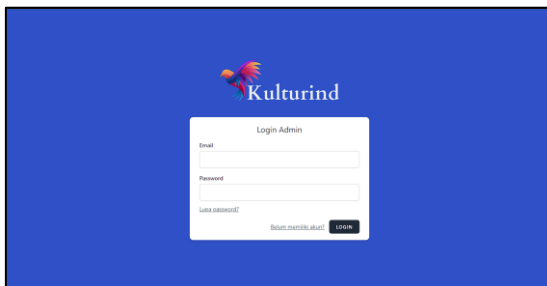 Kulturind
Login Admin
Email
Password
Lupa password?
Belum memiliki akun? LOGIN